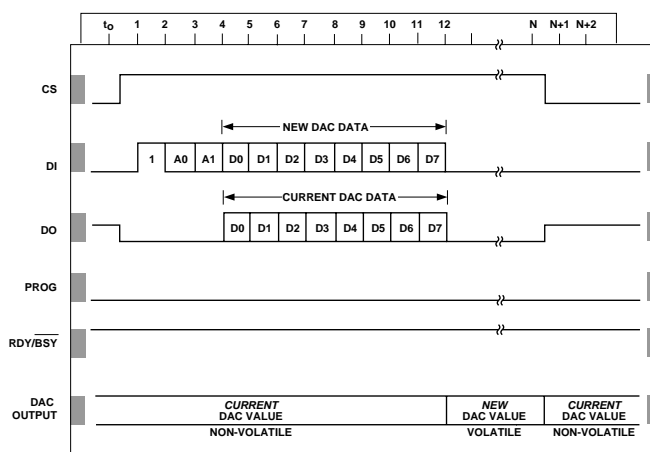 to 1 2 3 4 5 6 7 8 9 10 11 12 N N+1 N+2
CS
NEW DAC DATA
DI 1 A0 A1 D0 D1 D2 D3 D4 D5 D6 D7
CURRENT DAC DATA
DO D0 D1 D2 D3 D4 D5 D6 D7
PROG
RDY/BSY
DAC OUTPUT
CURRENT DAC VALUE
NON-VOLATILE
NEW DAC VALUE
VOLATILE
CURRENT DAC VALUE
NON-VOLATILE